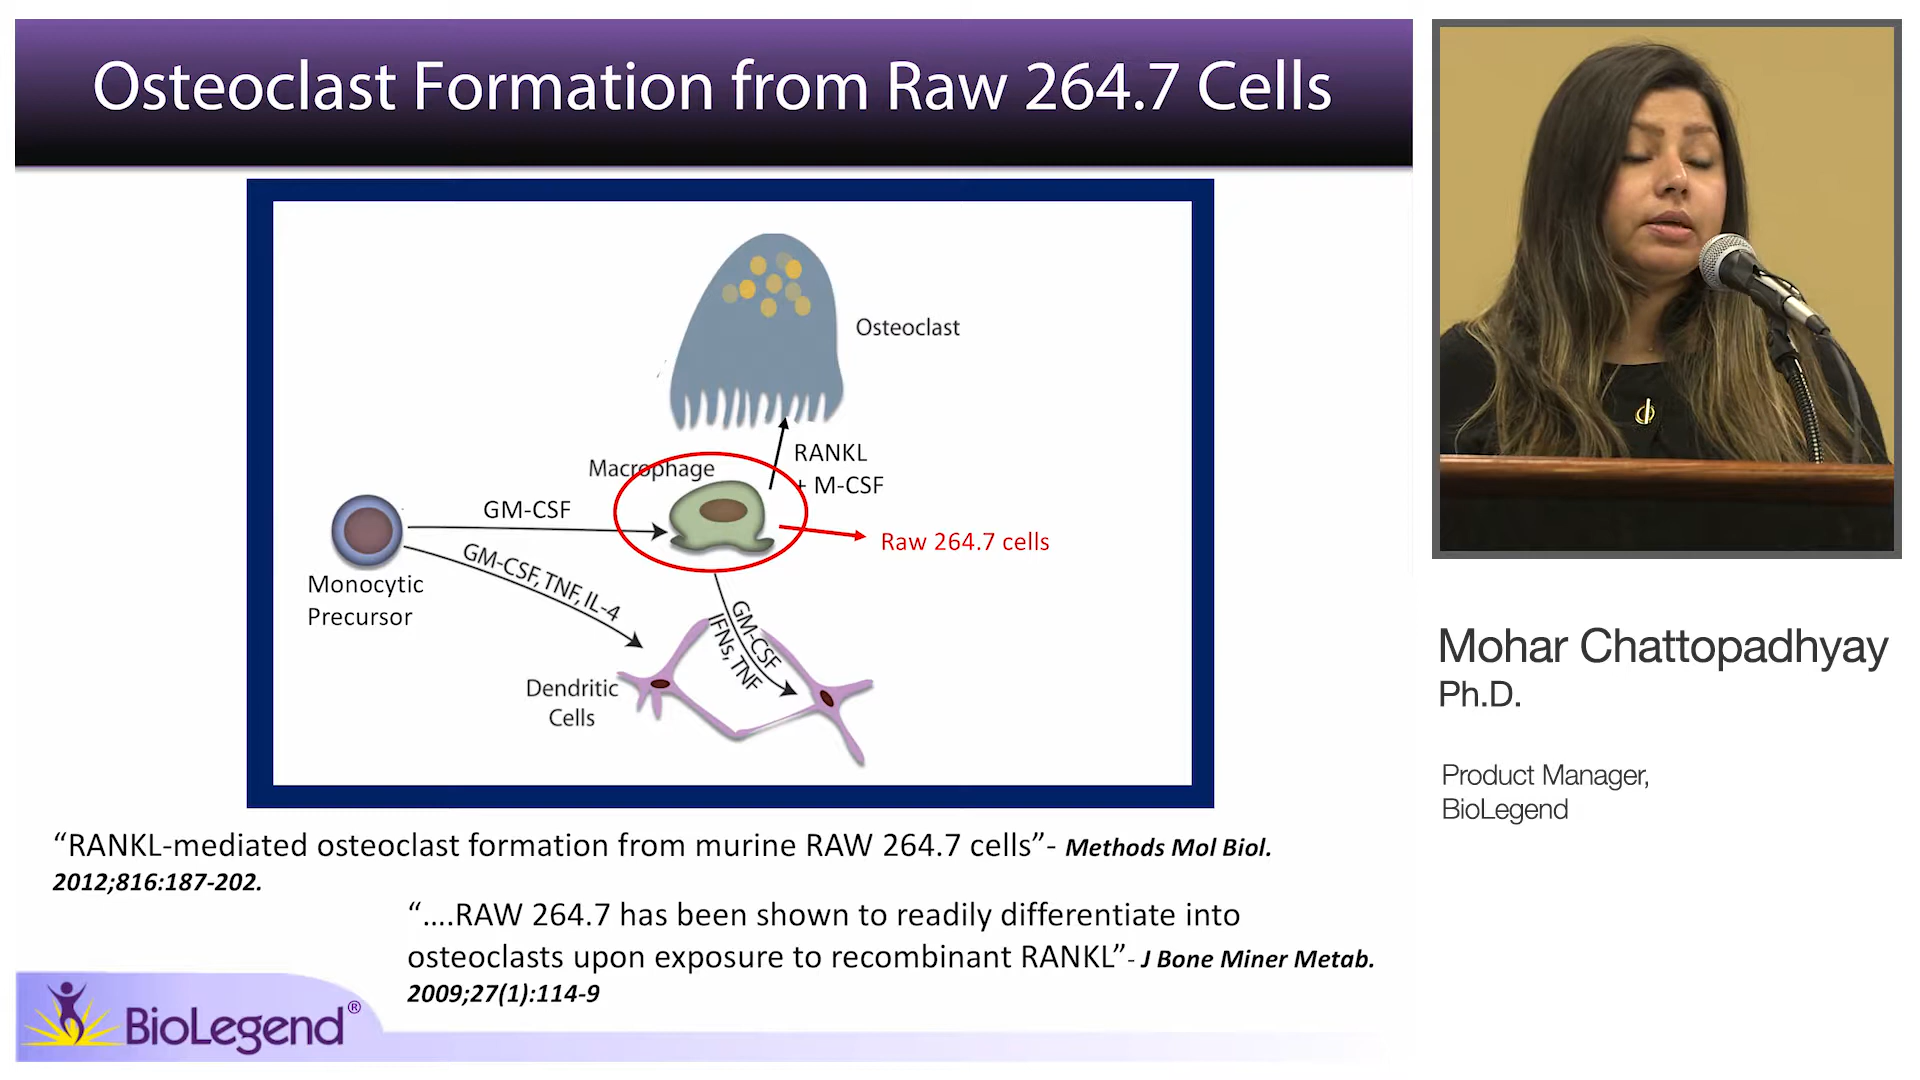 Osteoclast Formation from Raw 264.7 Cells
Osteoclast
RANKL
+ M-CSF
Macrophage
GM-CSF
Raw 264.7 cells
GM-CSF, TNF, IL-4
Monocytic
Precursor
GM-CSF
IFNs, TNF
Dendritic
Cells
“RANKL-mediated osteoclast formation from murine RAW 264.7 cells”- Methods Mol Biol.
2012;816:187-202.
“....RAW 264.7 has been shown to readily differentiate into
osteoclasts upon exposure to recombinant RANKL”- J Bone Miner Metab.
2009;27(1):114-9
BioLegend®
Mohar Chattopadhyay
Ph.D.
Product Manager,
BioLegend